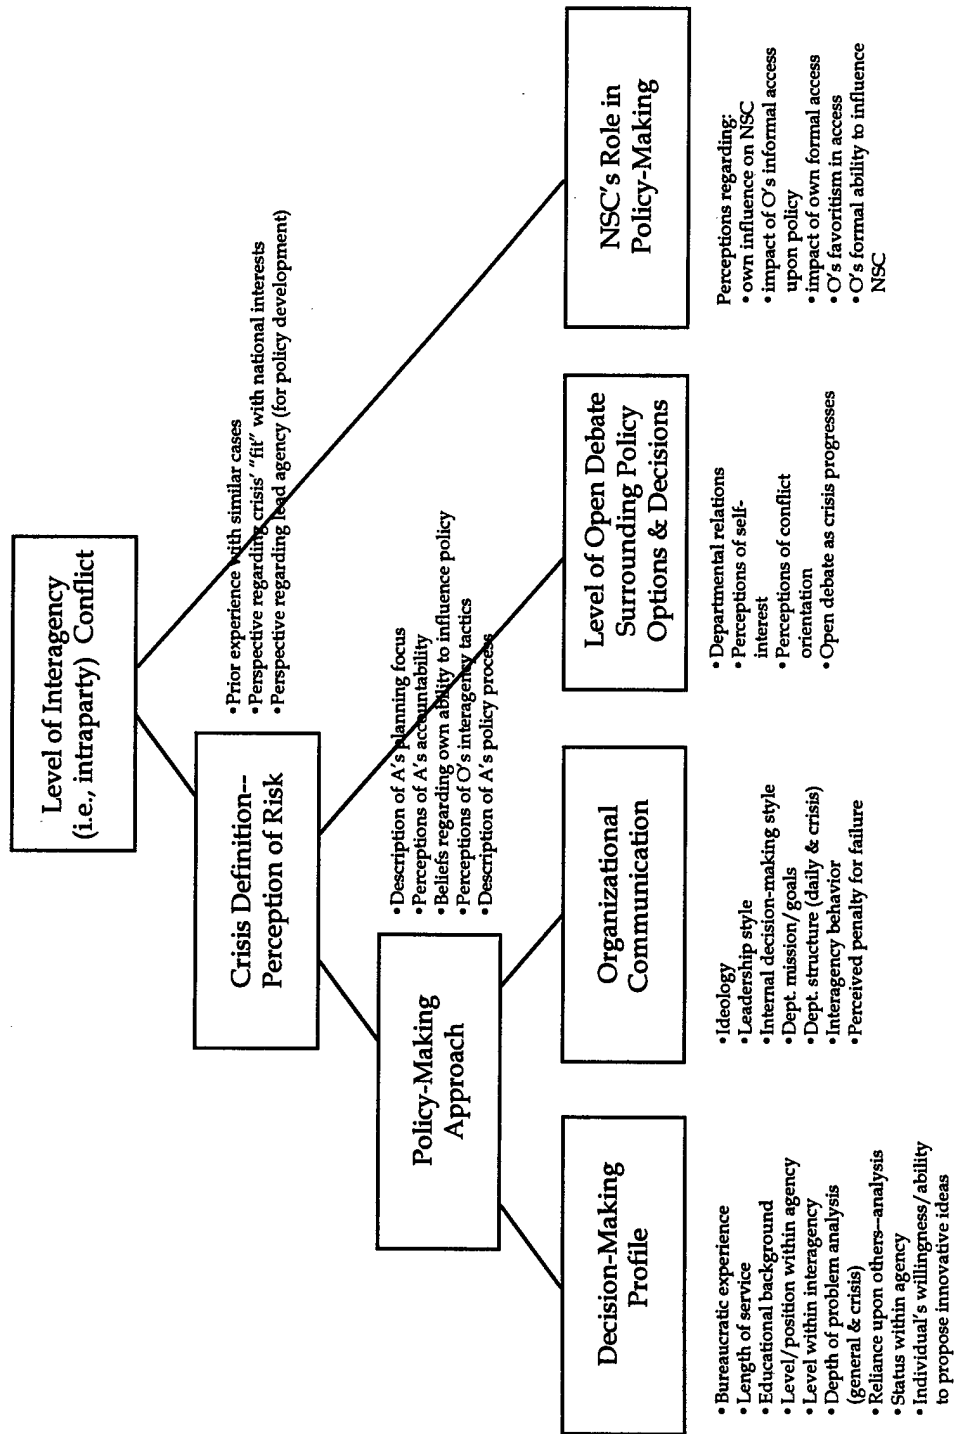 Level of Interagency
(i.e., intraparty) Conflict
• Prior experience with similar cases
• Perspective regarding crisis' "fit" with national interests
• Perspective regarding lead agency (for policy development)
Crisis Definition--
Perception of Risk
• Description of A's planning focus
• Perceptions of A's accountability
• Beliefs regarding own ability to influence policy
• Perceptions of O's interagency tactics
• Description of A's policy process
Policy-Making
Approach
Decision-Making
Profile
• Bureaucratic experience
• Length of service
• Educational background
• Level/position within agency
• Level within interagency
• Depth of problem analysis
(general & crisis)
• Reliance upon others--analysis
• Status within agency
• Individual's willingness/ability
to propose innovative ideas
Organizational
Communication
• Ideology
• Leadership style
• Internal decision-making style
• Dept. mission/goals
• Dept. structure (daily & crisis)
• Interagency behavior
• Perceived penalty for failure
Level of Open Debate
Surrounding Policy
Options & Decisions
• Departmental relations
• Perceptions of self-
interest
• Perceptions of conflict
orientation
• Open debate as crisis progresses
NSC's Role in
Policy-Making
Perceptions regarding:
• own influence on NSC
• impact of O's informal access
upon policy
• impact of own formal access
• O's favoritism in access
• O's formal ability to influence
NSC